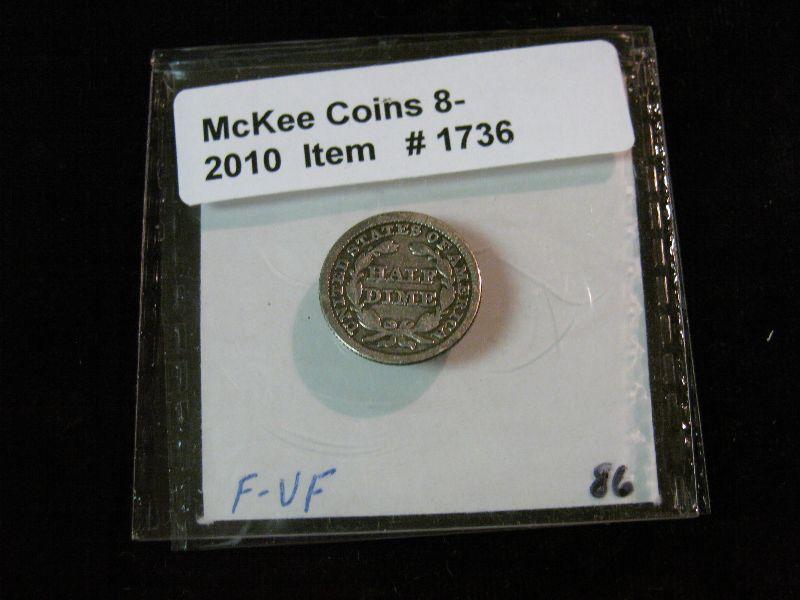 McKee Coins 8-
2010 Item # 1736
UNITED STATES OF AMERICA
HALF
DIME
F-VF
86